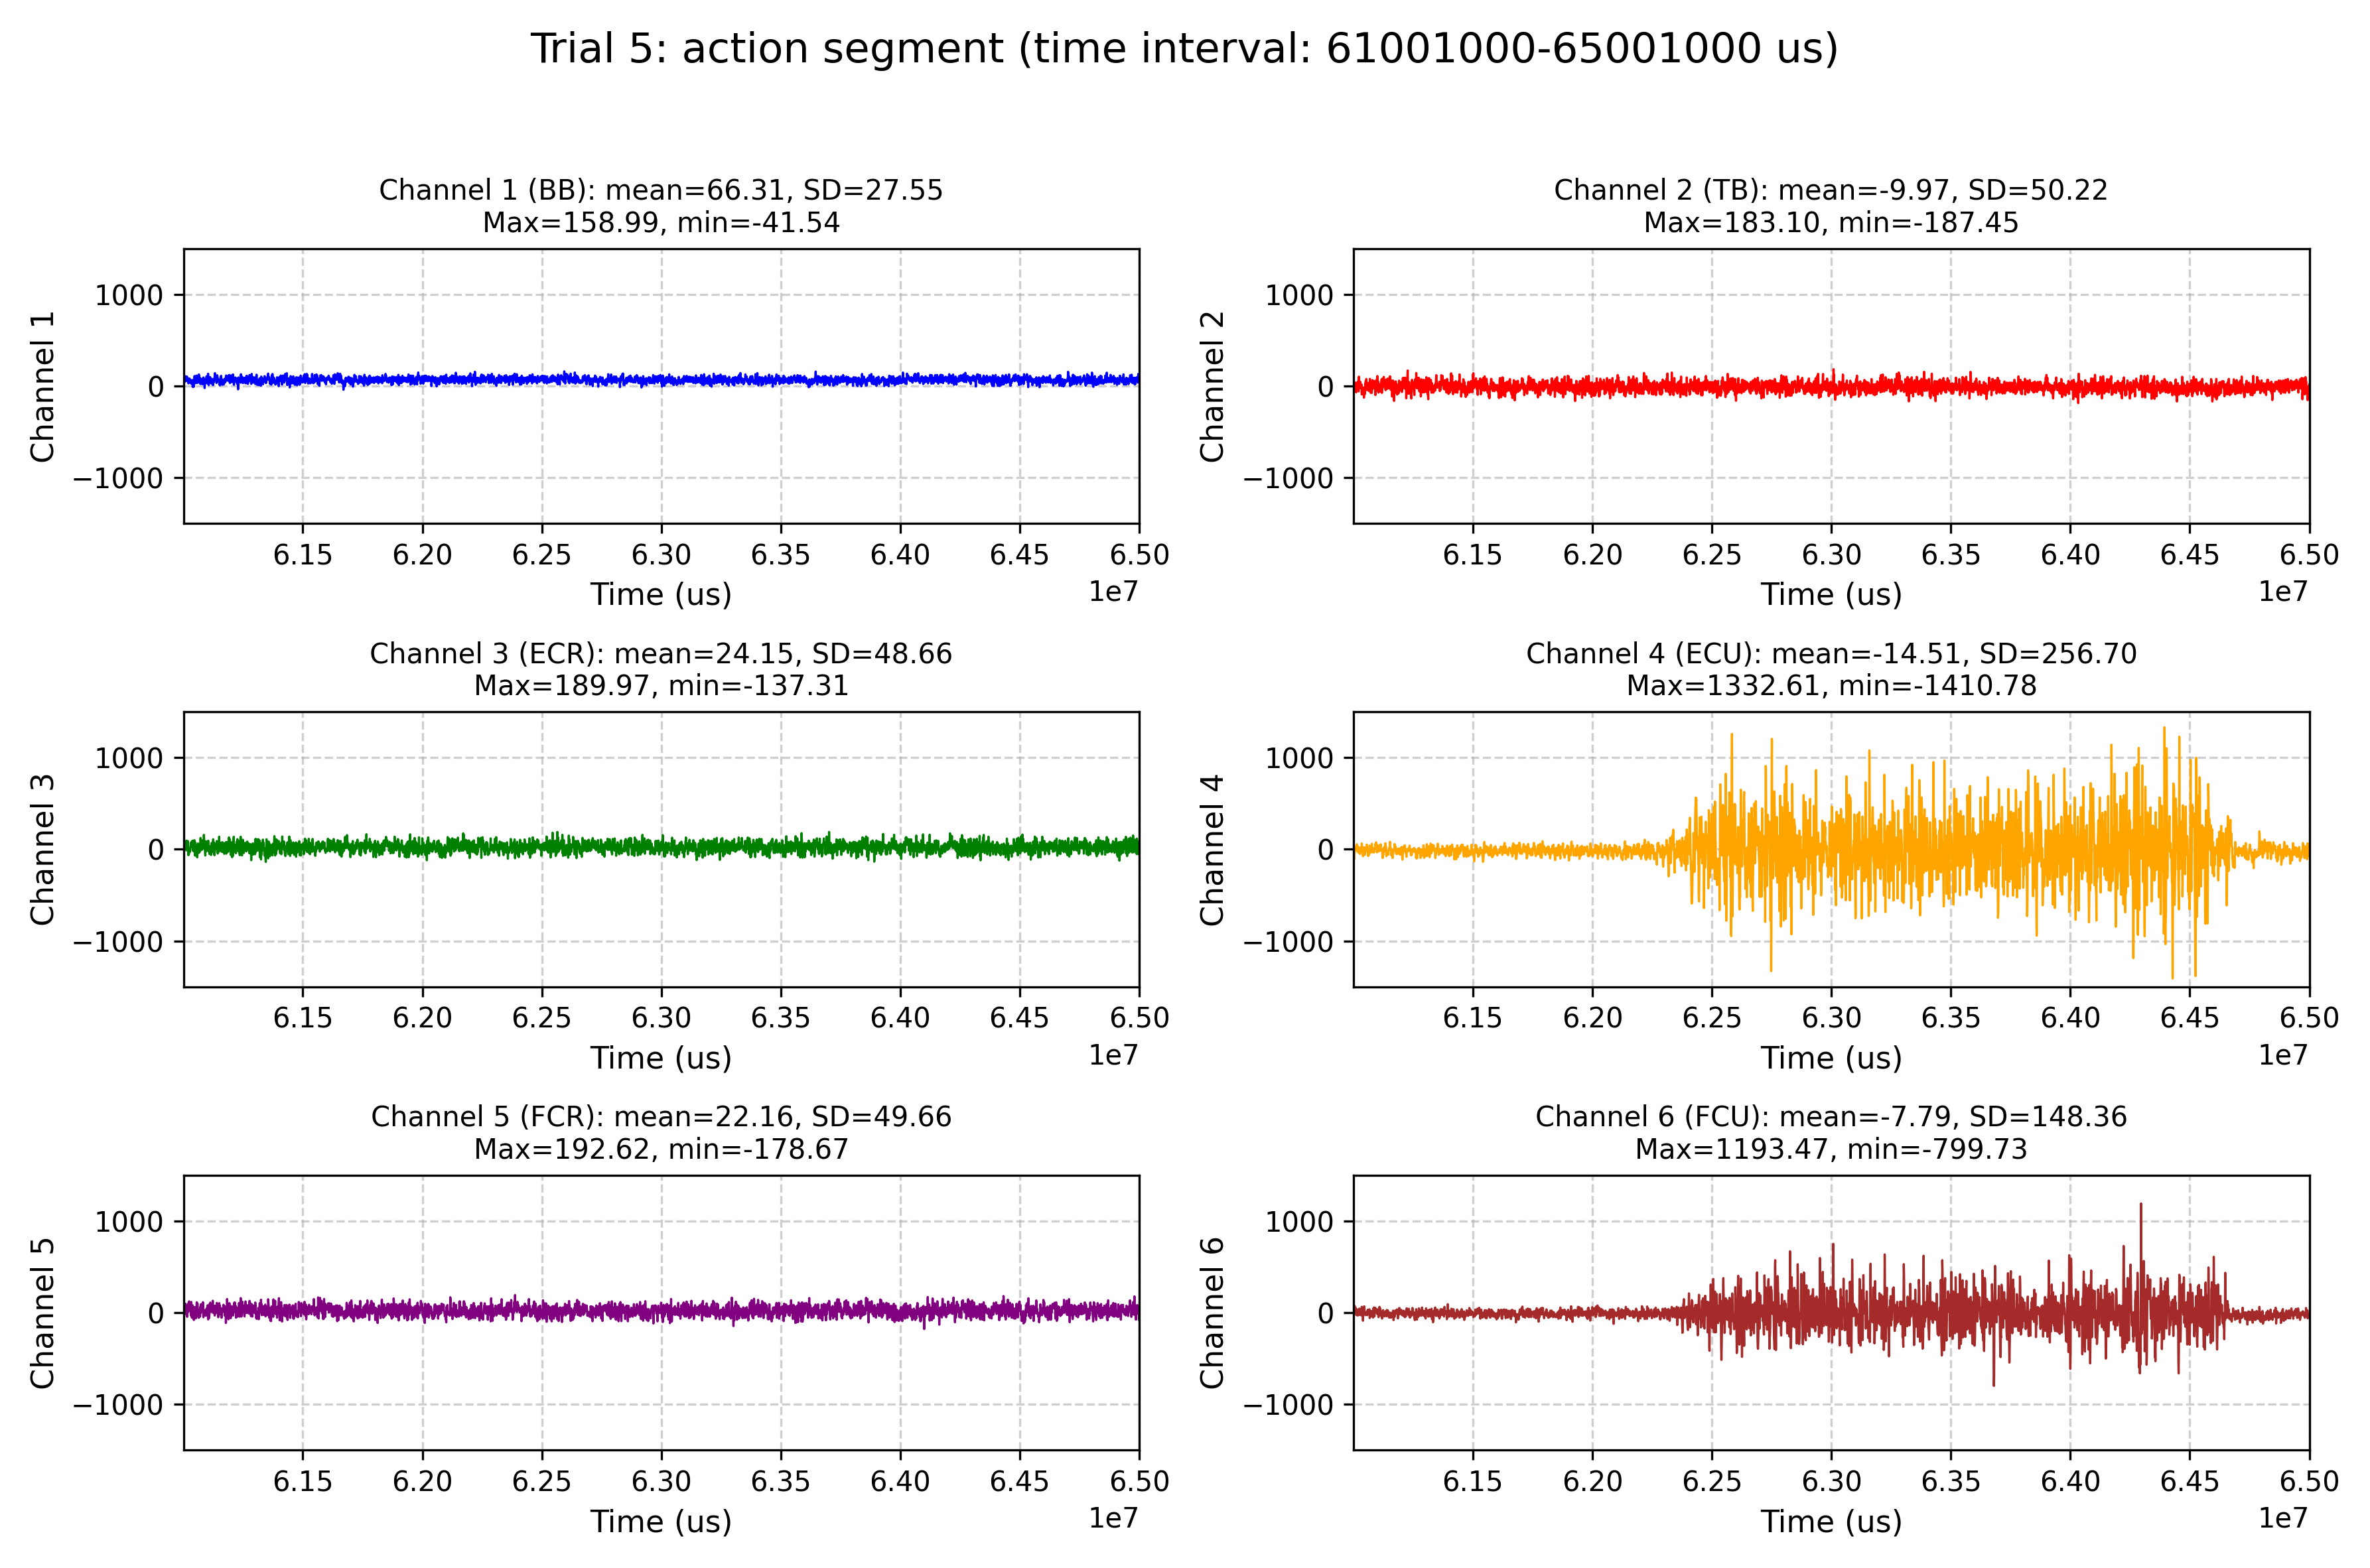 Trial 5: action segment (time interval: 61001000-65001000 us)
Channel 1 (BB): mean=66.31, SD=27.55
Max=158.99, min=-41.54
Channel 1
1000
0
−1000
6.15 6.20 6.25 6.30 6.35 6.40 6.45 6.50
1e7
Time (us)
Channel 2 (TB): mean=-9.97, SD=50.22
Max=183.10, min=-187.45
Channel 2
1000
0
−1000
6.15 6.20 6.25 6.30 6.35 6.40 6.45 6.50
1e7
Time (us)
Channel 3 (ECR): mean=24.15, SD=48.66
Max=189.97, min=-137.31
Channel 3
1000
0
−1000
6.15 6.20 6.25 6.30 6.35 6.40 6.45 6.50
1e7
Time (us)
Channel 4 (ECU): mean=-14.51, SD=256.70
Max=1332.61, min=-1410.78
Channel 4
1000
0
−1000
6.15 6.20 6.25 6.30 6.35 6.40 6.45 6.50
1e7
Time (us)
Channel 5 (FCR): mean=22.16, SD=49.66
Max=192.62, min=-178.67
Channel 5
1000
0
−1000
6.15 6.20 6.25 6.30 6.35 6.40 6.45 6.50
1e7
Time (us)
Channel 6 (FCU): mean=-7.79, SD=148.36
Max=1193.47, min=-799.73
Channel 6
1000
0
−1000
6.15 6.20 6.25 6.30 6.35 6.40 6.45 6.50
1e7
Time (us)